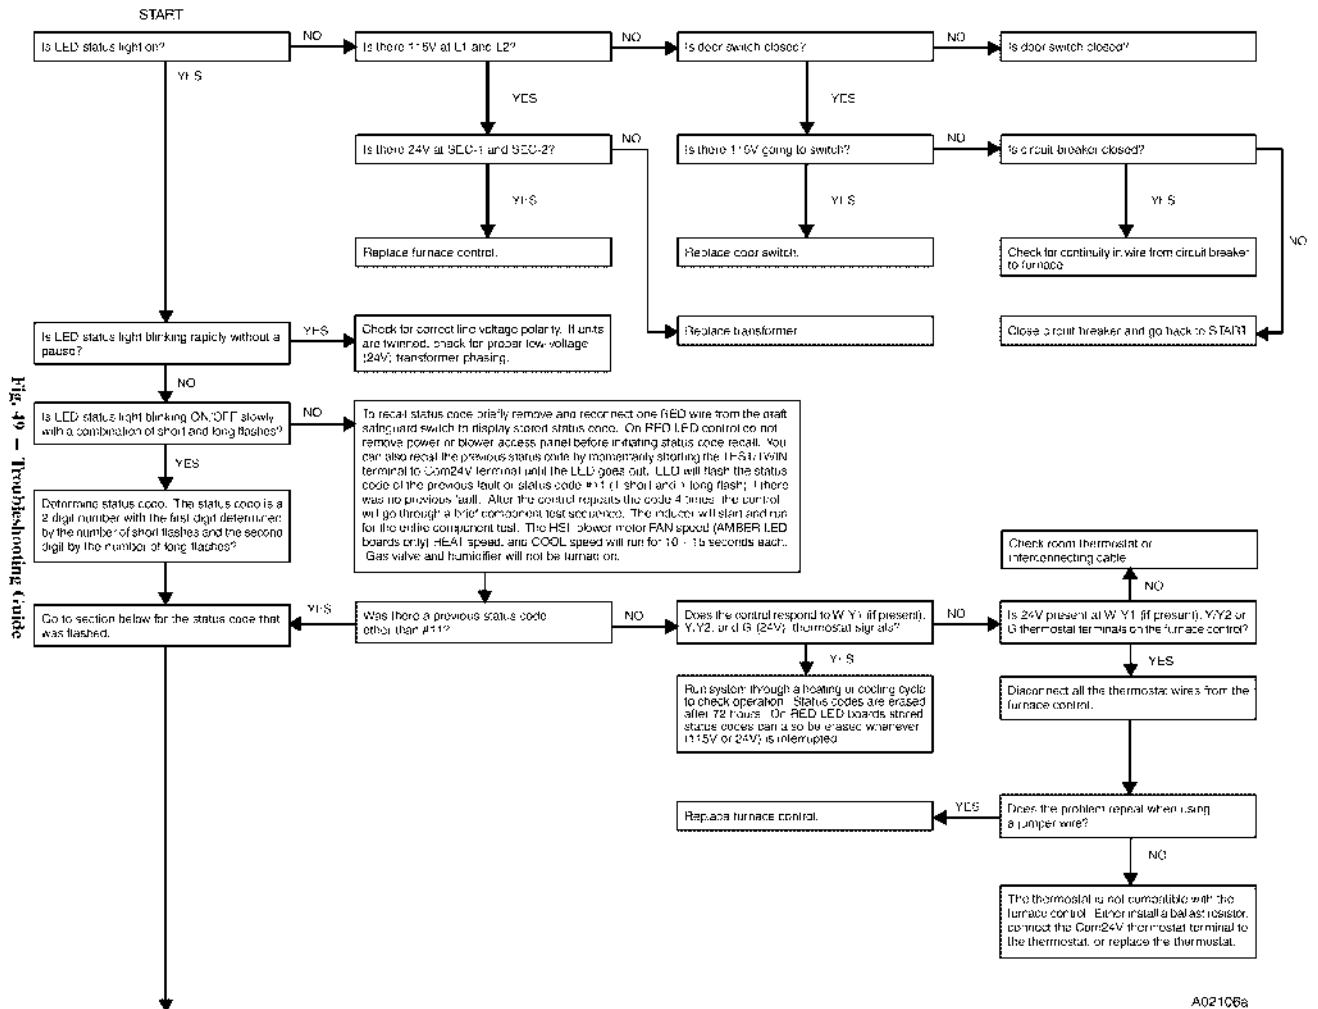 START
Is LED status light on?
NO
Is there 115V at L1 and L2?
NO
Is door switch closed?
NO
Is door switch closed?
YES
YES
YES
Is there 24V at SEC-1 and SEC-2?
NO
Is there 115V going to switch?
NO
Is circuit breaker closed?
YES
YES
YES
NO
Replace furnace control.
Replace door switch.
Check for continuity in wire from circuit breaker
to furnace
Is LED status light blinking rapidly without a
pause?
YES
Check for correct line voltage polarity. If units
are twinned, check for proper low-voltage
(24V) transformer phasing.
Replace transformer
Close circuit breaker and go back to START
NO
Is LED status light blinking ON/OFF slowly
with a combination of short and long flashes?
NO
To recall status code briefly remove and reconnect one RED wire from the draft
safeguard switch to display stored status code. On RED LED control do not
remove power or blower access panel before initiating status code recall. You
can also recall the previous status code by momentarily shorting the TEST/TWIN
terminal to Com24V terminal until the LED goes out. LED will flash the status
code of the previous fault or status code #11 (1 short and 1 long flash) if there
was no previous fault. After the control repeats the code 4 times, the control
will go through a brief component test sequence. The inducer will start and run
for the entire component test. The HSI, blower motor FAN speed (AMBER LED
boards only) HEAT speed, and COOL speed will run for 10 - 15 seconds each.
Gas valve and humidifier will not be turned on.
YES
Determine status code. The status code is a
2 digit number with the first digit determined
by the number of short flashes and the second
digit by the number of long flashes?
Check room thermostat or
interconnecting cable
NO
Go to section below for the status code that
was flashed.
YES
Was there a previous status code
other than #11?
NO
Does the control respond to W, Y1 (if present),
Y/Y2, and G (24V) thermostat signals?
NO
Is 24V present at W, Y1 (if present), Y/Y2 or
G thermostat terminals on the furnace control?
YES
YES
Run system through a heating or cooling cycle
to check operation. Status codes are erased
after 72 hours. On RED LED boards stored
status codes can also be erased whenever
(115V or 24V) is interrupted
Disconnect all the thermostat wires from the
furnace control.
Replace furnace control.
YES
Does the problem repeat when using
a jumper wire?
NO
The thermostat is not compatible with the
furnace control. Either install a ballast resistor,
connect the Com24V thermostat terminal to
the thermostat, or replace the thermostat.
Fig. 49 – Troubleshooting Guide
A02106a